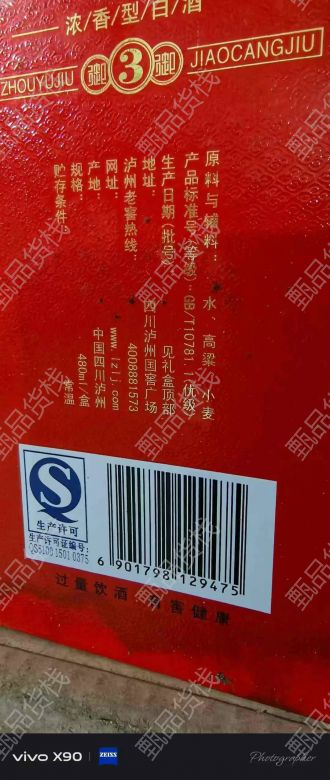 浓·香·型·白·酒
ZHOUYUJIU 御 3 御 JIAOCANGJIU
原料与辅料：水、高粱、小麦
产品标准号(等级)：GB/T10781.1(优级)
生产日期(批号)：见礼盒顶部
地址：四川泸州国窖广场
泸州老窖热线：4008881573
网址：www.lzlj.com
产地：中国四川泸州
规格：480ml/盒
贮存条件：常温
生产许可
生产许可证编号:
QS5100 1501 0375
6 901798 129475
过量饮酒 有害健康
甄品货栈
vivo X90 ZEISS
Photographer